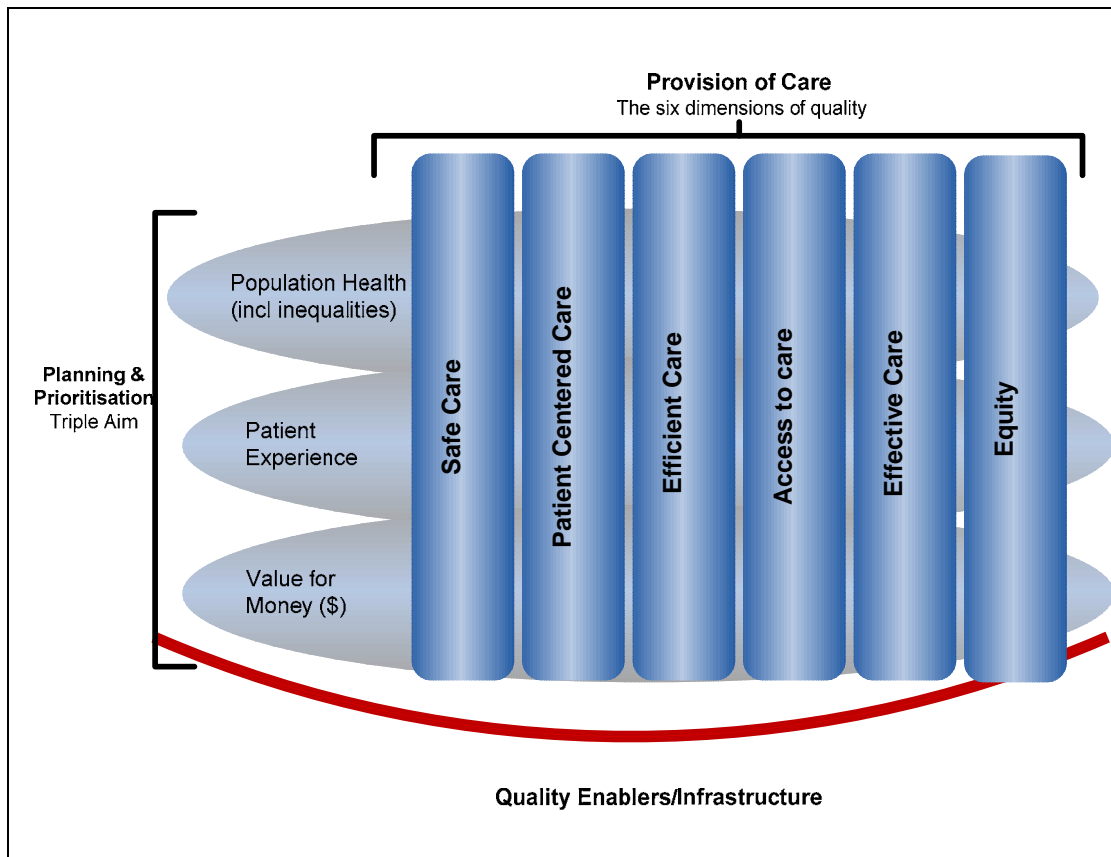 Provision of Care
The six dimensions of quality
Planning &
Prioritisation
Triple Aim
Population Health
(incl inequalities)
Patient
Experience
Value for
Money ($)
Safe Care
Patient Centered Care
Efficient Care
Access to care
Effective Care
Equity
Quality Enablers/Infrastructure